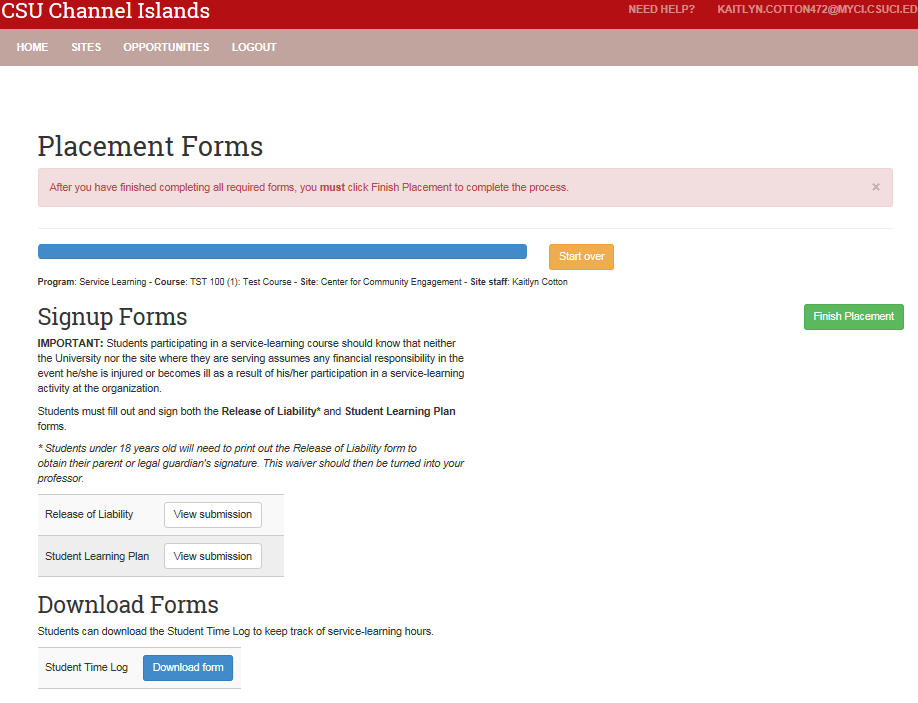 CSU Channel Islands
NEED HELP? KAITLYN.COTTON472@MYCI.CSUCI.ED
HOME SITES OPPORTUNITIES LOGOUT
Placement Forms
After you have finished completing all required forms, you must click Finish Placement to complete the process. ×
Start over
Program: Service Learning - Course: TST 100 (1): Test Course - Site: Center for Community Engagement - Site staff: Kaitlyn Cotton
Signup Forms
Finish Placement
IMPORTANT: Students participating in a service-learning course should know that neither
the University nor the site where they are serving assumes any financial responsibility in the
event he/she is injured or becomes ill as a result of his/her participation in a service-learning
activity at the organization.
Students must fill out and sign both the Release of Liability* and Student Learning Plan
forms.
* Students under 18 years old will need to print out the Release of Liability form to
obtain their parent or legal guardian's signature. This waiver should then be turned into your
professor.
Release of Liability View submission
Student Learning Plan View submission
Download Forms
Students can download the Student Time Log to keep track of service-learning hours.
Student Time Log Download form